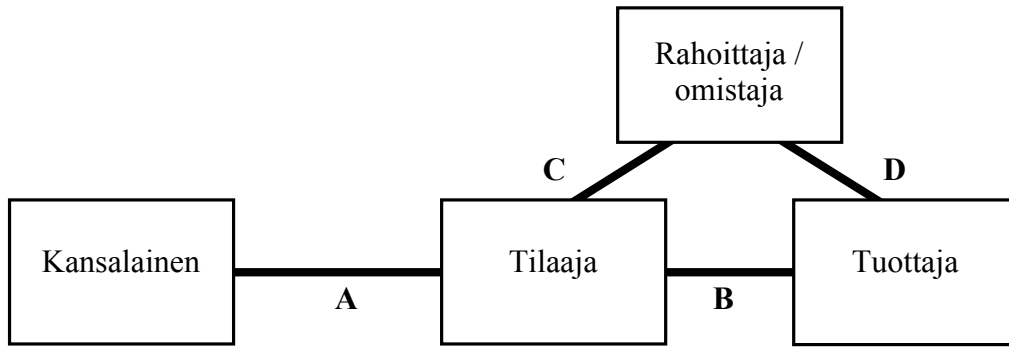 Rahoittaja /
omistaja
C
D
Kansalainen
Tilaaja
Tuottaja
A
B